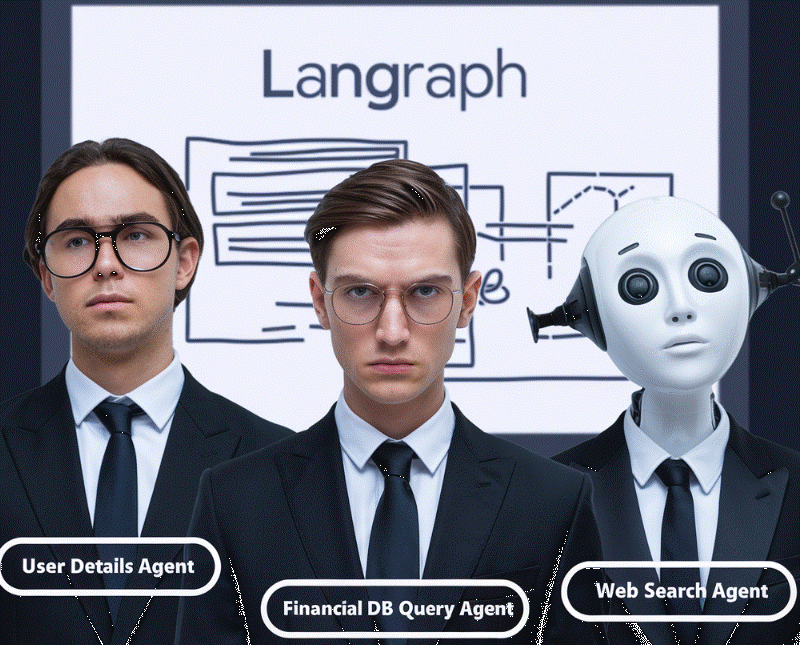 Langraph
User Details Agent
Financial DB Query Agent
Web Search Agent